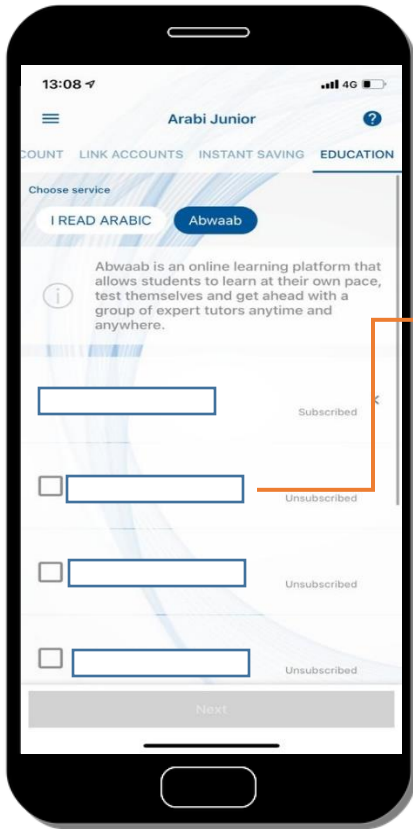 13:08
4G
Arabi Junior
?
COUNT LINK ACCOUNTS INSTANT SAVING EDUCATION
Choose service
I READ ARABIC Abwaab
Abwaab is an online learning platform that
allows students to learn at their own pace,
test themselves and get ahead with a
group of expert tutors anytime and
anywhere.
Subscribed
Unsubscribed
Unsubscribed
Unsubscribed
Next